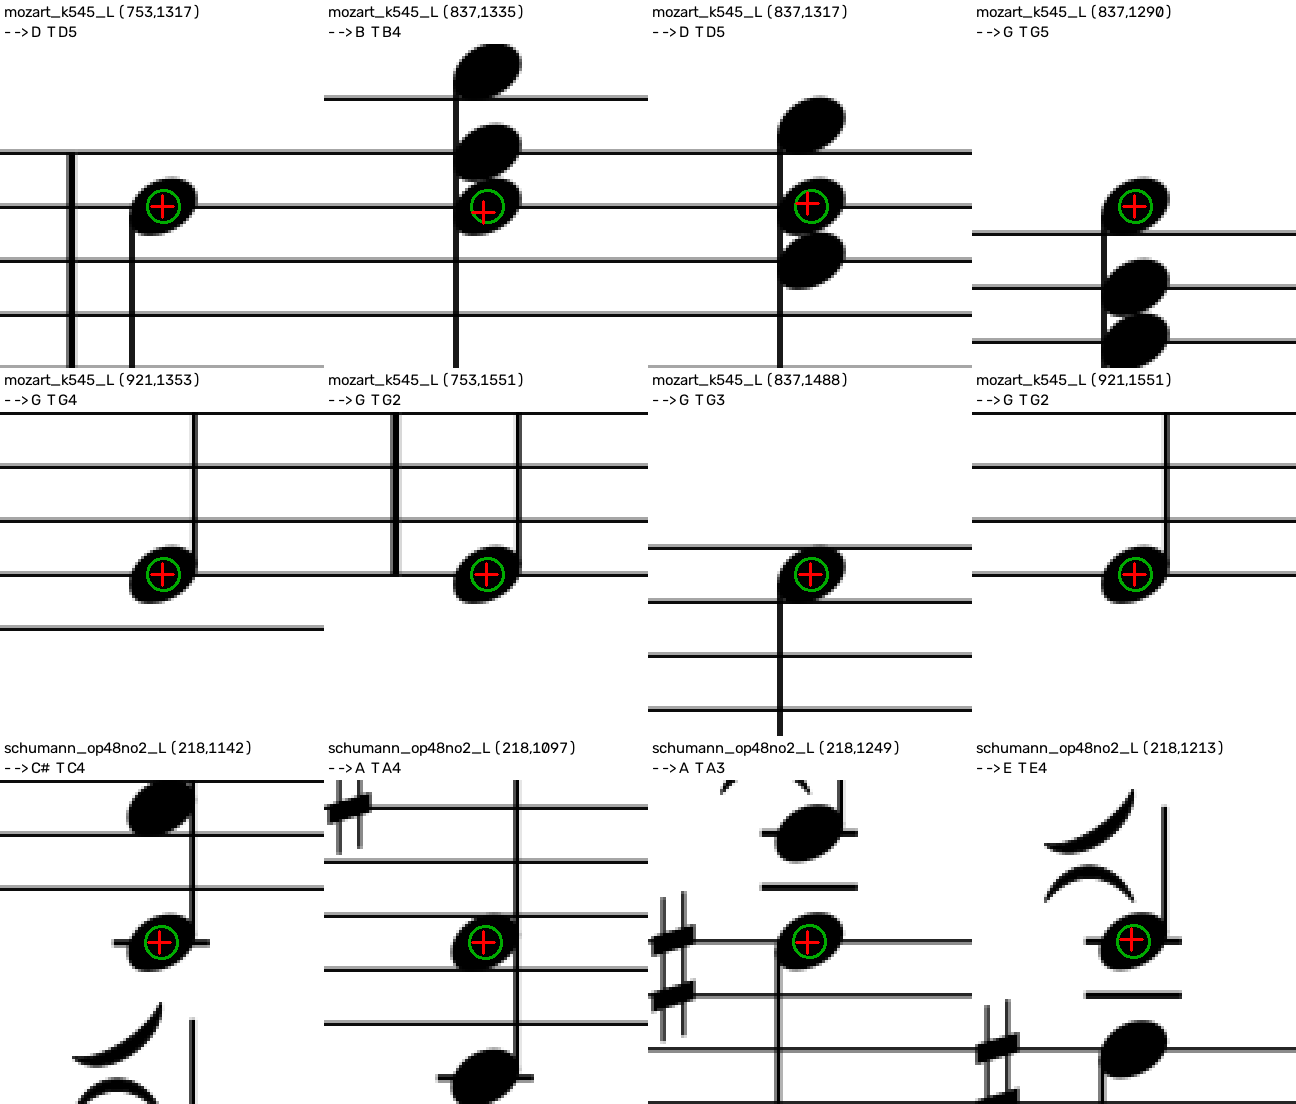 mozart_k545_L (753,1317)
-->D TD5
mozart_k545_L (837,1335)
-->B TB4
mozart_k545_L (837,1317)
-->D TD5
mozart_k545_L (837,1290)
-->G TG5
mozart_k545_L (921,1353)
-->G TG4
mozart_k545_L (753,1551)
-->G TG2
mozart_k545_L (837,1488)
-->G TG3
mozart_k545_L (921,1551)
-->G TG2
schumann_op48no2_L (218,1142)
-->C# TC4
schumann_op48no2_L (218,1097)
-->A TA4
schumann_op48no2_L (218,1249)
-->A TA3
schumann_op48no2_L (218,1213)
-->E TE4